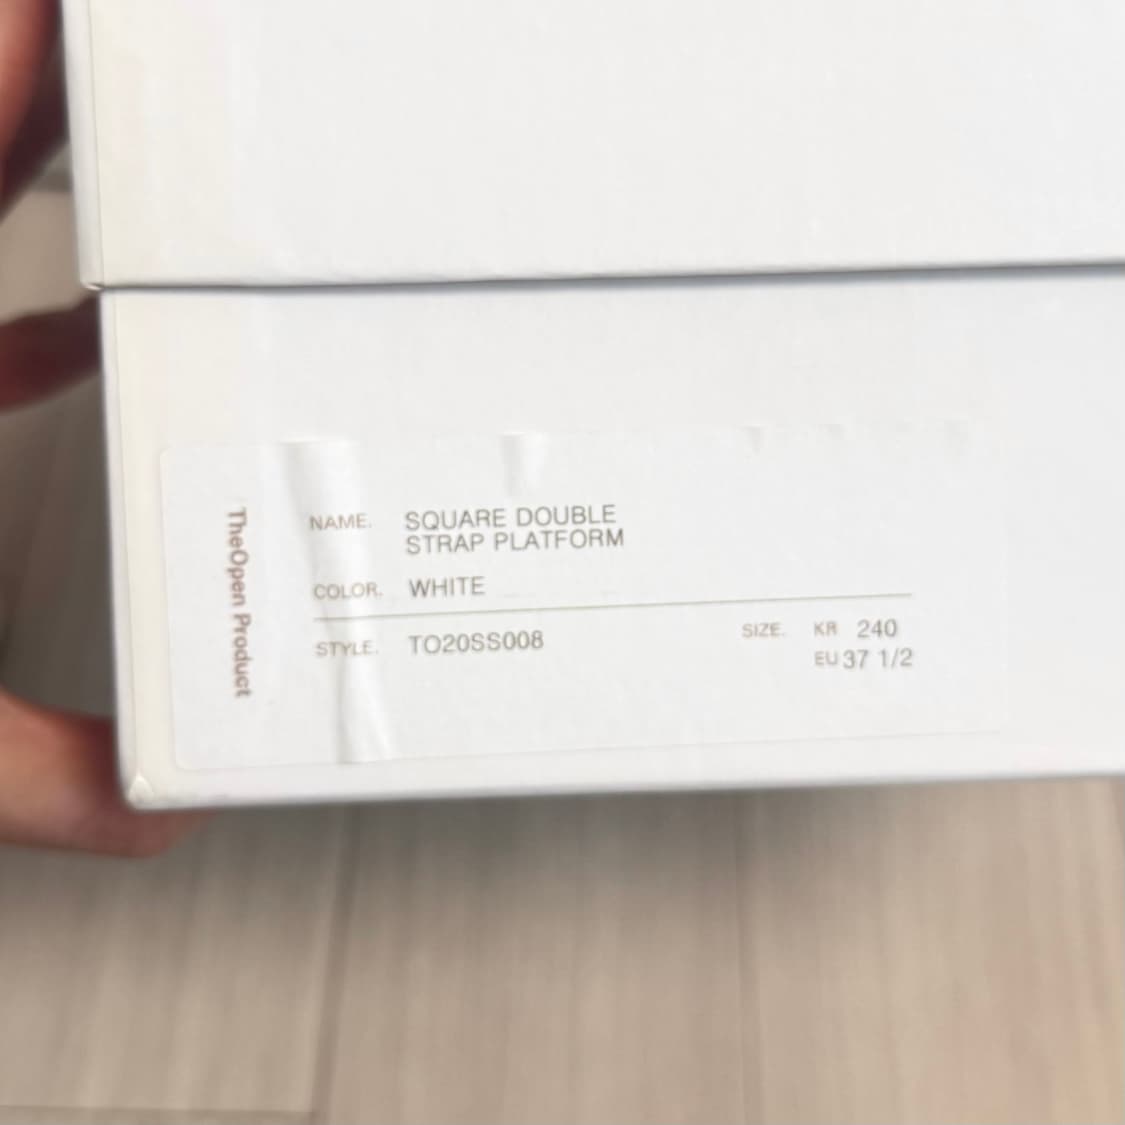 TheOpen Product
NAME. SQUARE DOUBLE
STRAP PLATFORM
COLOR. WHITE
STYLE. TO20SS008
SIZE. KR 240
EU 37 1/2